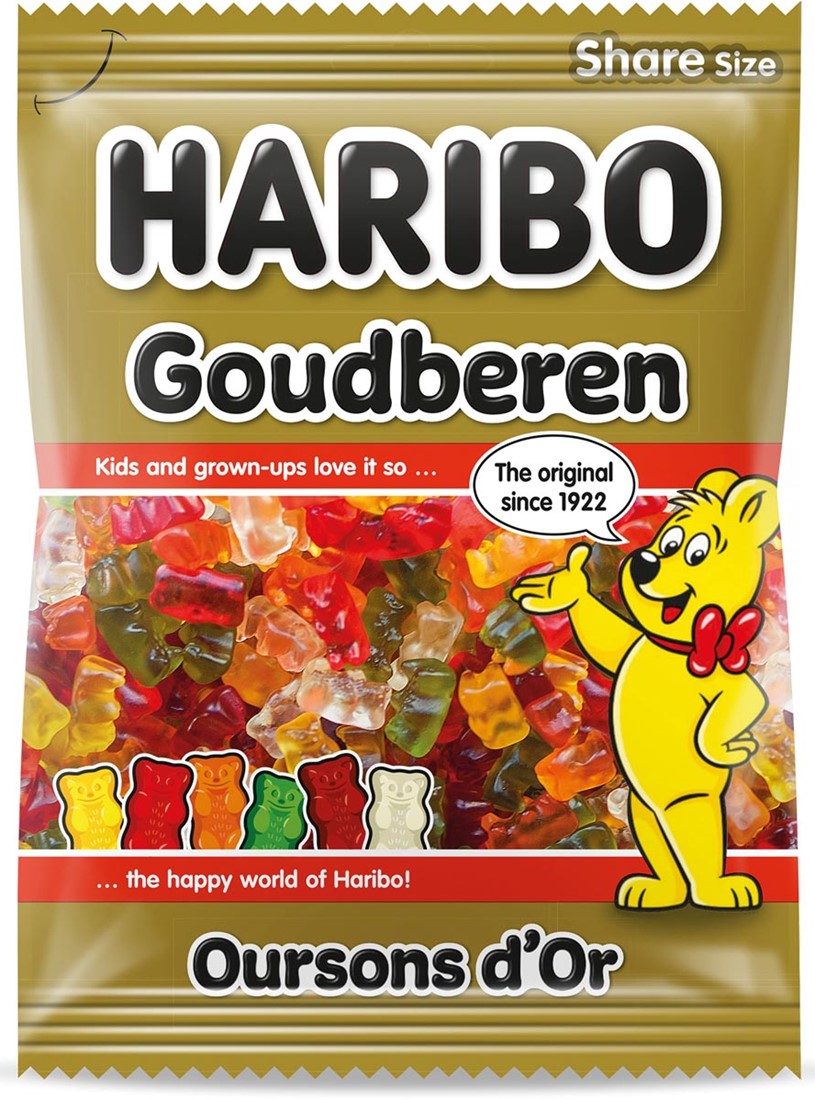 Share Size
HARIBO
Goudberen
Kids and grown-ups love it so ...
The original
since 1922
... the happy world of Haribo!
Oursons d'Or